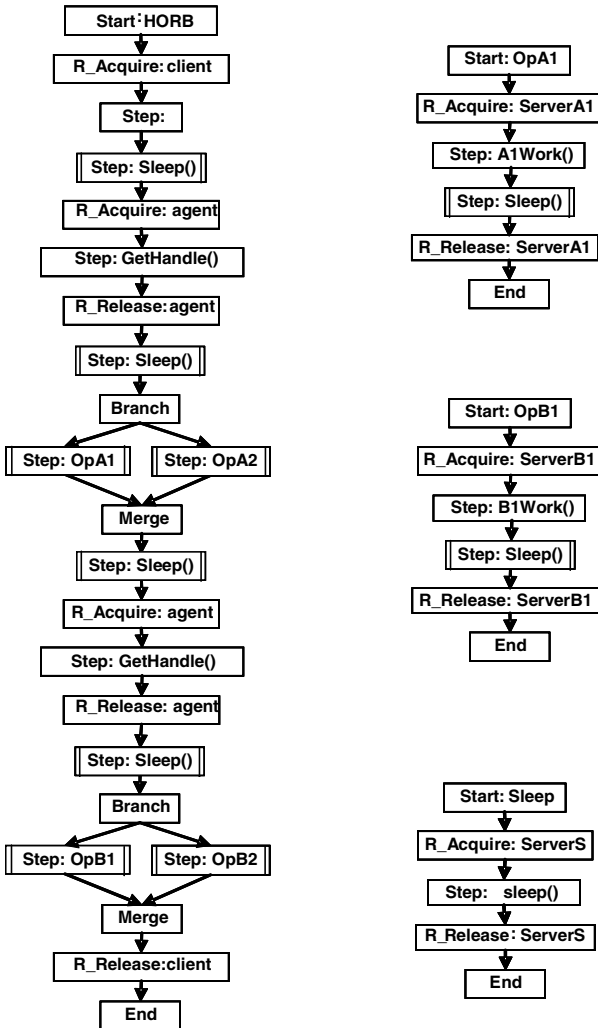 Start:HORB
R_Acquire: client
Step:
Step: Sleep()
R_Acquire: agent
Step: GetHandle()
R_Release: agent
Step: Sleep()
Branch
Step: OpA1
Step: OpA2
Merge
Step: Sleep()
R_Acquire: agent
Step: GetHandle()
R_Release: agent
Step: Sleep()
Branch
Step: OpB1
Step: OpB2
Merge
R_Release:client
End
Start: OpA1
R_Acquire: ServerA1
Step: A1Work()
Step: Sleep()
R_Release: ServerA1
End
Start: OpB1
R_Acquire: ServerB1
Step: B1Work()
Step: Sleep()
R_Release: ServerB1
End
Start: Sleep
R_Acquire: ServerS
Step: sleep()
R_Release: ServerS
End